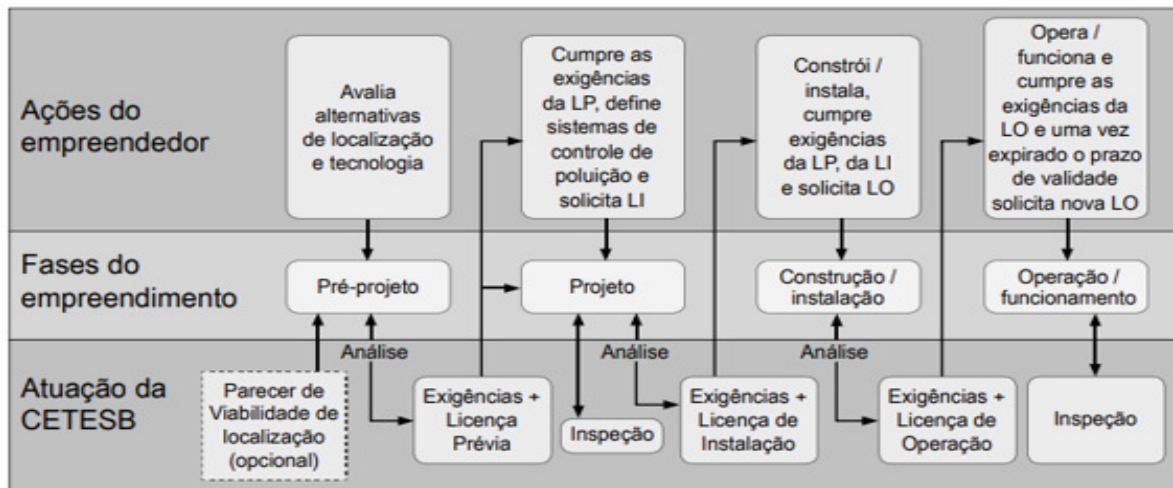 Ações do
empreendedor
Avalia
alternativas
de localização
e tecnologia
Cumpre as
exigências
da LP, define
sistemas de
controle de
poluição e
solicita LI
Constrói /
instala,
cumpre
exigências
da LP, da LI
e solicita LO
Opera /
funciona e
cumpre as
exigências da
LO e uma vez
expirado o prazo
de validade
solicita nova LO
Fases do
empreendimento
Pré-projeto
Projeto
Construção /
instalação
Operação /
funcionamento
Análise
Análise
Análise
Atuação da
CETESB
Parecer de
Viabilidade de
localização
(opcional)
Exigências +
Licença
Prévia
Inspeção
Exigências +
Licença de
Instalação
Exigências +
Licença de
Operação
Inspeção